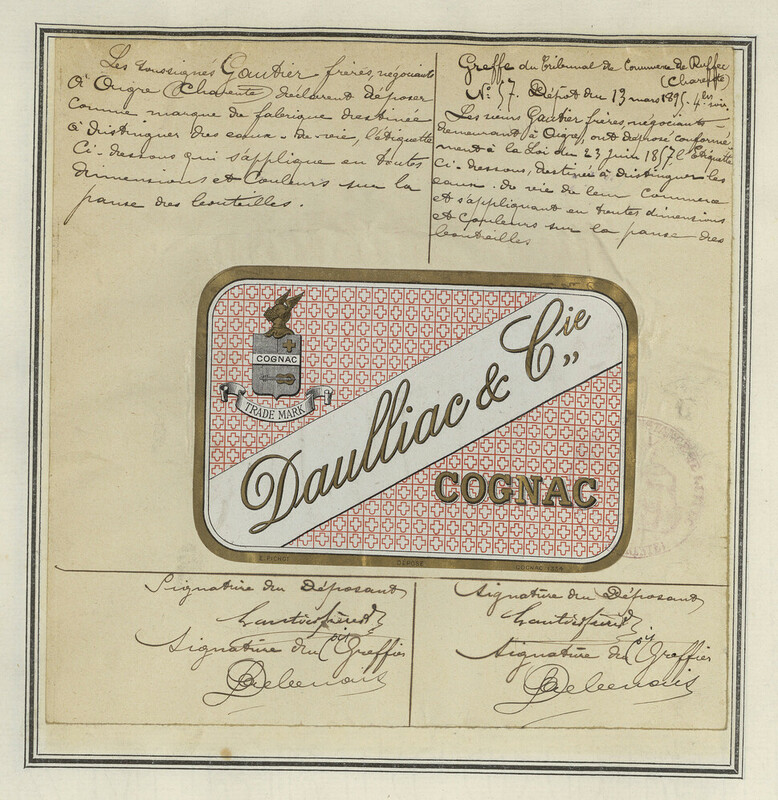 Les soussignés Gautier frères, négociants
à Aigre (Charente) déclarent déposer
comme marque de fabrique destinée
à distinguer des eaux-de-vie, l'étiquette
ci-dessous qui s'applique en toutes
dimensions et couleurs sur la
panse des bouteilles.
Greffe du Tribunal de Commerce de Ruffec
(Charente)
N° 57. Dépôt du 13 mars 1895. 4 hrs soir
Les sieurs Gautier frères, négociants
demeurant à Aigre, ont déposé conformé-
ment à la Loi du 23 Juin 1857 l'étiquette
ci-dessous, destinée à distinguer les
eaux-de-vie de leur commerce
et s'appliquant en toutes dimensions
et couleurs sur la panse des
bouteilles.
COGNAC
TRADE MARK
Daulliac & Cie
COGNAC
E. PICHOT
DÉPOSÉ
Signature du Déposant
Gautier frères
Signature du Greffier
Signature du Déposant
Gautier frères
Signature du Greffier